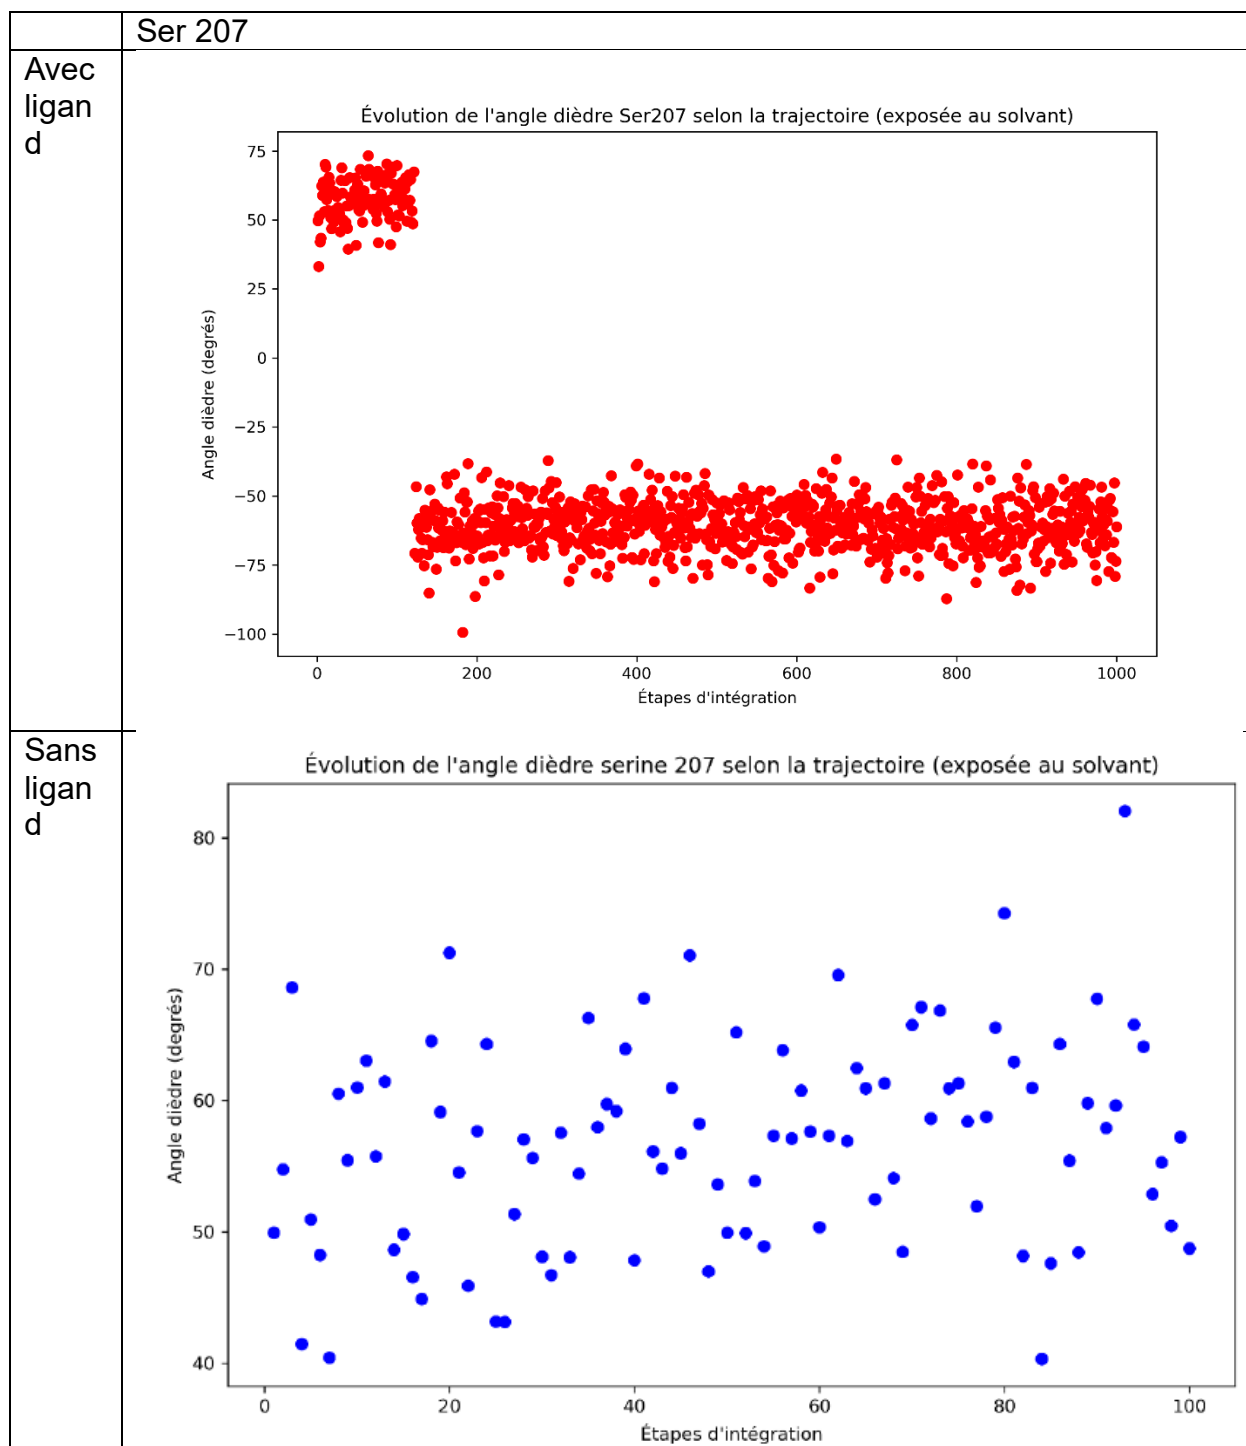 Ser 207
Avec
ligan
d
Évolution de l'angle dièdre Ser207 selon la trajectoire (exposée au solvant)
75
50
25
0
−25
−50
−75
−100
Angle dièdre (degrés)
0 200 400 600 800 1000
Étapes d'intégration
Sans
ligan
d
Évolution de l'angle dièdre serine 207 selon la trajectoire (exposée au solvant)
80
70
60
50
40
Angle dièdre (degrés)
0 20 40 60 80 100
Étapes d'intégration